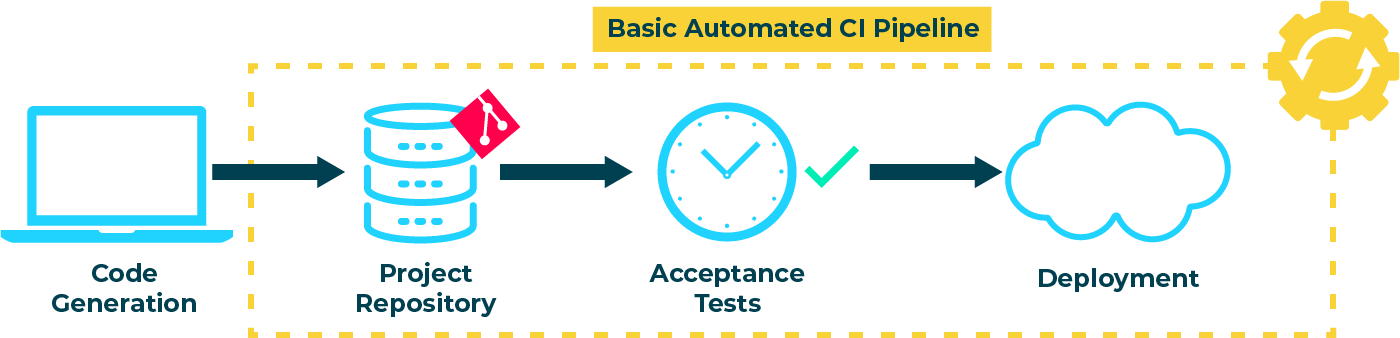 Basic Automated CI Pipeline
Code
Generation
Project
Repository
Acceptance
Tests
Deployment